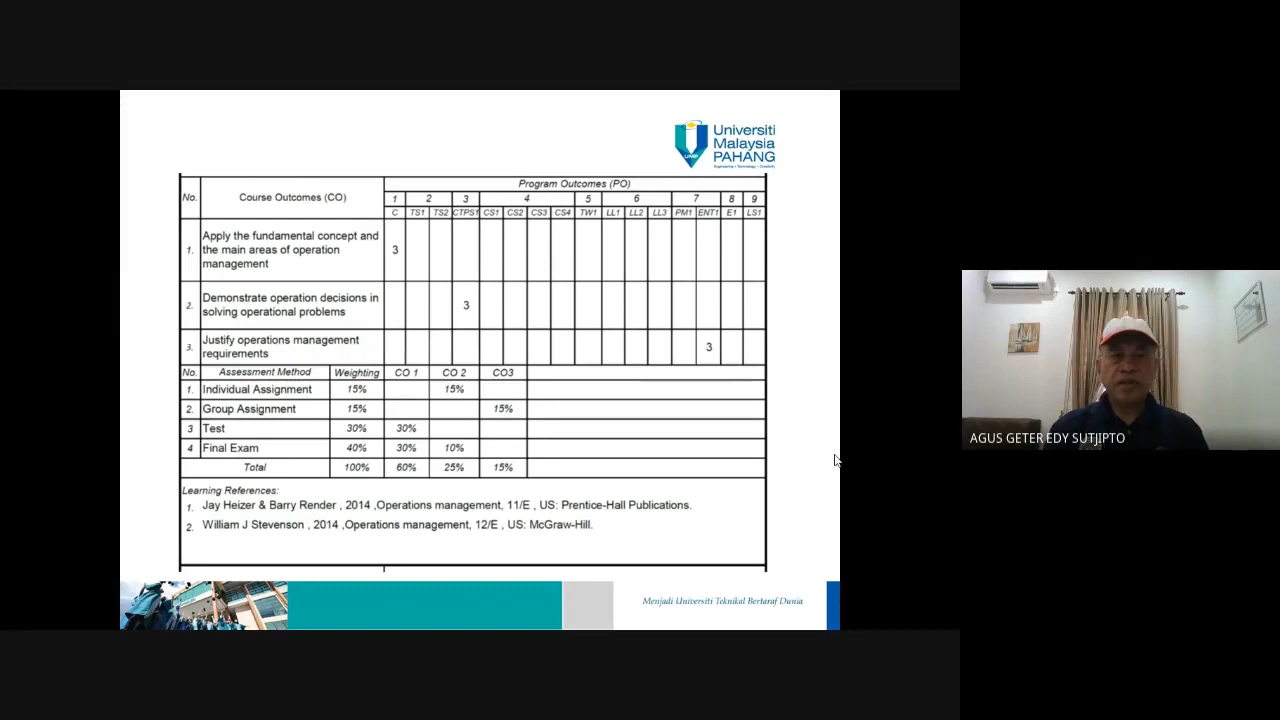 Universiti
Malaysia
PAHANG
Engineering • Technology • Creativity
UMP
No. Course Outcomes (CO) Program Outcomes (PO)
1 2 3 4 5 6 7 8 9
C TS1 TS2 CTPS1 CS1 CS2 CS3 CS4 TW1 LL1 LL2 LL3 PM1 ENT1 E1 LS1
Apply the fundamental concept and
1. the main areas of operation 3
management
Demonstrate operation decisions in
2. solving operational problems 3
Justify operations management
3. requirements 3
No. Assessment Method Weighting CO 1 CO 2 CO3
1. Individual Assignment 15% 15%
2. Group Assignment 15% 15%
3 Test 30% 30%
4 Final Exam 40% 30% 10%
Total 100% 60% 25% 15%
Learning References:
1. Jay Heizer & Barry Render , 2014 ,Operations management, 11/E , US: Prentice-Hall Publications.
2. William J Stevenson , 2014 ,Operations management, 12/E , US: McGraw-Hill.
Menjadi Universiti Teknikal Bertaraf Dunia
AGUS GETER EDY SUTJIPTO